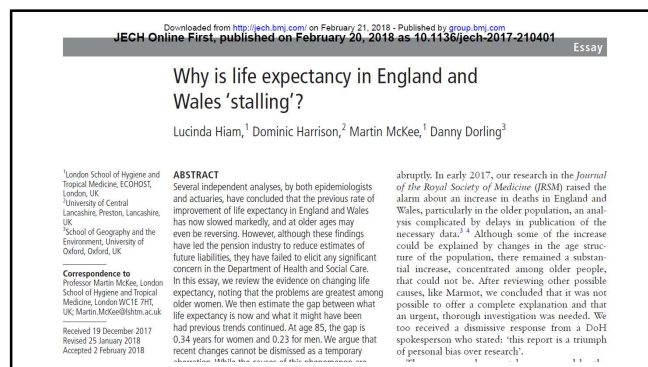 Downloaded from http://jech.bmj.com/ on February 21, 2018 - Published by group.bmj.com
JECH Online First, published on February 20, 2018 as 10.1136/jech-2017-210401
Essay
Why is life expectancy in England and
Wales ‘stalling’?
Lucinda Hiam,1 Dominic Harrison,2 Martin McKee,1 Danny Dorling3
1London School of Hygiene and
Tropical Medicine, ECOHOST,
London, UK
2University of Central
Lancashire, Preston, Lancashire,
UK
3School of Geography and the
Environment, University of
Oxford, Oxford, UK
Correspondence to
Professor Martin McKee, London
School of Hygiene and Tropical
Medicine, London WC1E 7HT,
UK; Martin.McKee@lshtm.ac.uk
Received 19 December 2017
Revised 25 January 2018
Accepted 2 February 2018
ABSTRACT
Several independent analyses, by both epidemiologists
and actuaries, have concluded that the previous rate of
improvement of life expectancy in England and Wales
has now slowed markedly, and at older ages may
even be reversing. However, although these findings
have led the pension industry to reduce estimates of
future liabilities, they have failed to elicit any significant
concern in the Department of Health and Social Care.
In this essay, we review the evidence on changing life
expectancy, noting that the problems are greatest among
older women. We then estimate the gap between what
life expectancy is now and what it might have been
had previous trends continued. At age 85, the gap is
0.34 years for women and 0.23 for men. We argue that
recent changes cannot be dismissed as a temporary
abruptly. In early 2017, our research in the Journal
of the Royal Society of Medicine (JRSM) raised the
alarm about an increase in deaths in England and
Wales, particularly in the older population, an anal-
ysis complicated by delays in publication of the
necessary data.3 4 Although some of the increase
could be explained by changes in the age struc-
ture of the population, there remained a substan-
tial increase, concentrated among older people,
that could not be. After reviewing other possible
causes, like Marmot, we concluded that it was not
possible to offer a complete explanation and that
an urgent, thorough investigation was needed. We
too received a dismissive response from a DoH
spokesperson who stated: ‘this report is a triumph
of personal bias over research’.